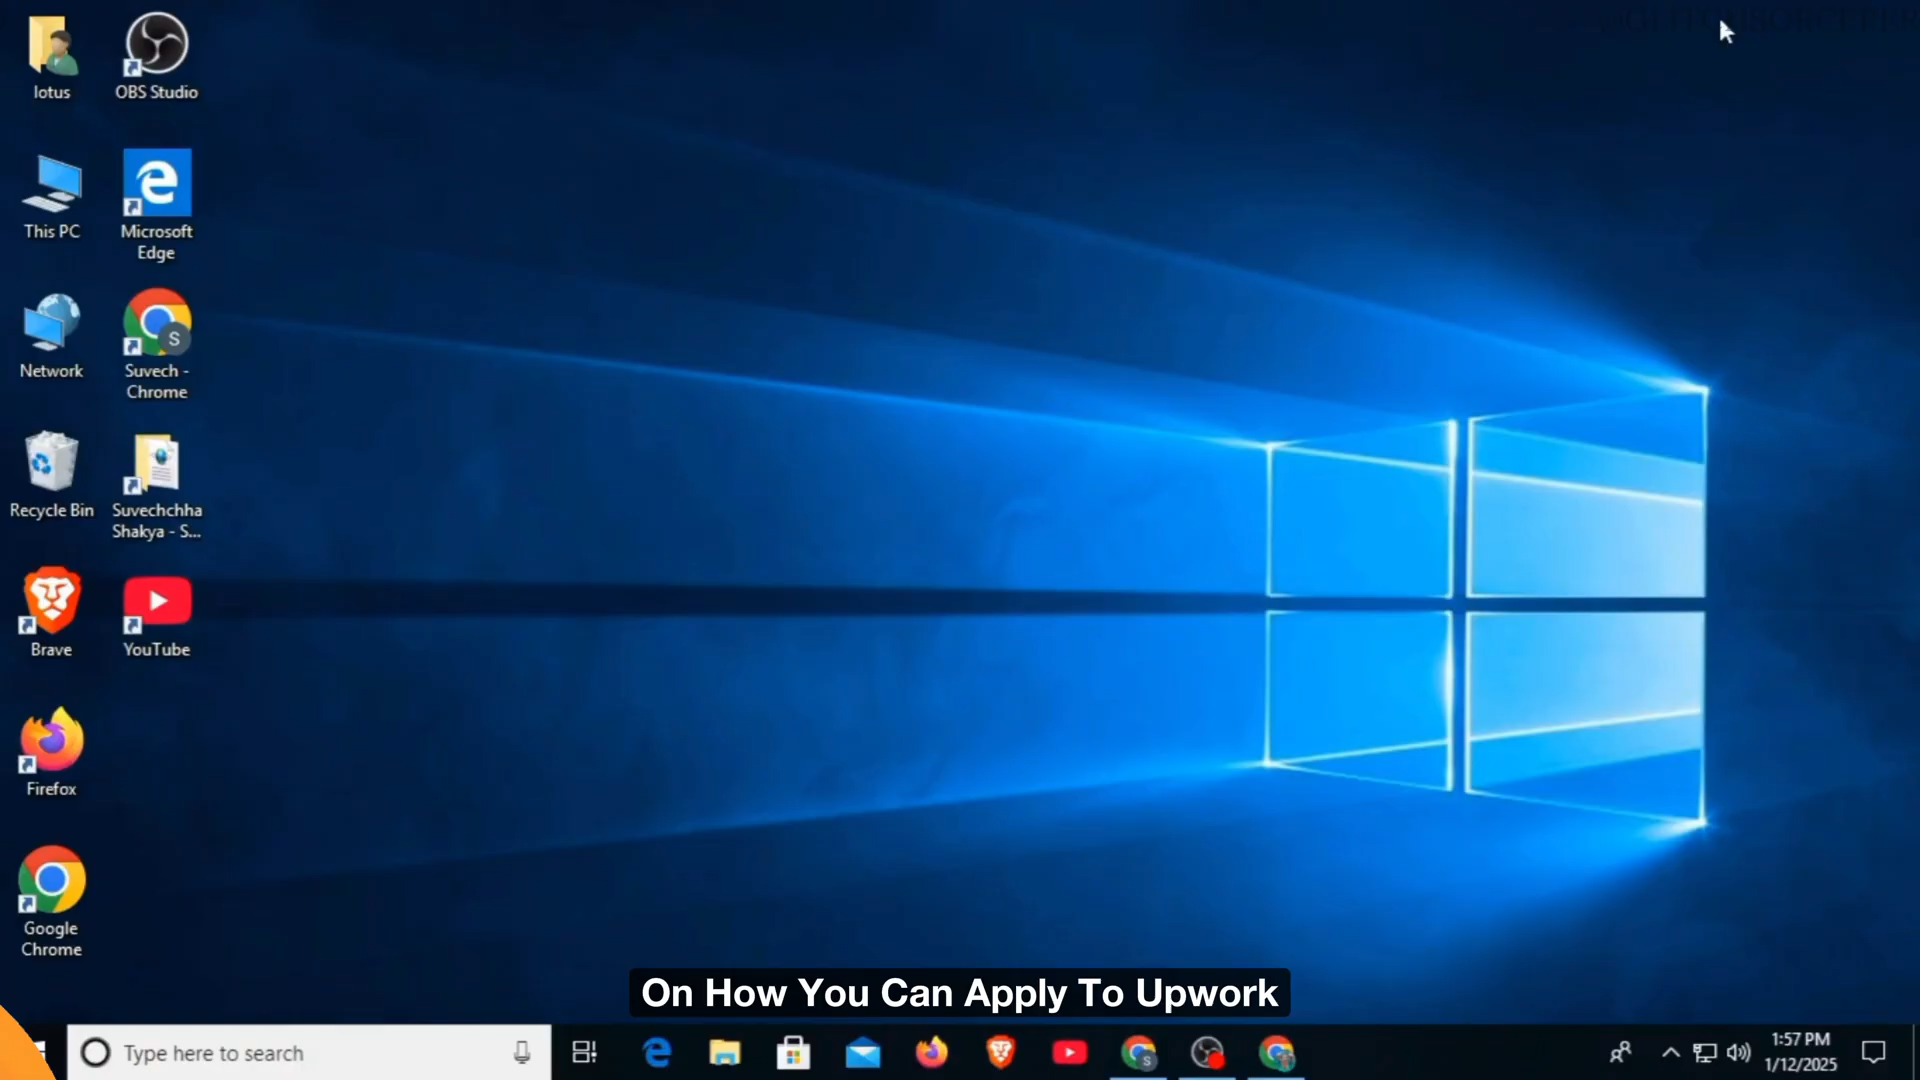 lotus
OBS Studio
This PC
Microsoft
Edge
Network
Suvech -
Chrome
S
Recycle Bin
Suvechchha
Shakya - S...
Brave
YouTube
Firefox
Google
Chrome
On How You Can Apply To Upwork
Type here to search
S
1:57 PM
1/12/2025